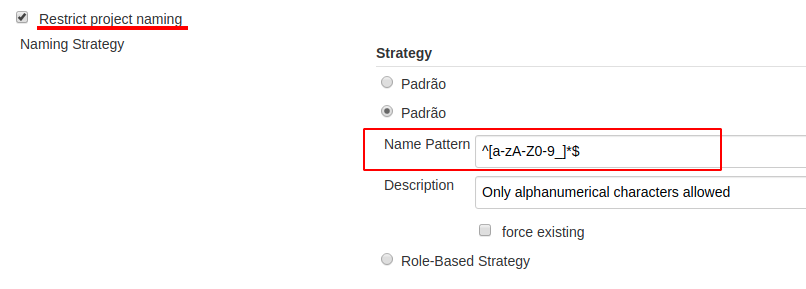 Restrict project naming
Naming Strategy
Strategy
Padrão
Padrão
Name Pattern ^[a-zA-Z0-9_]*$
Description Only alphanumerical characters allowed
force existing
Role-Based Strategy